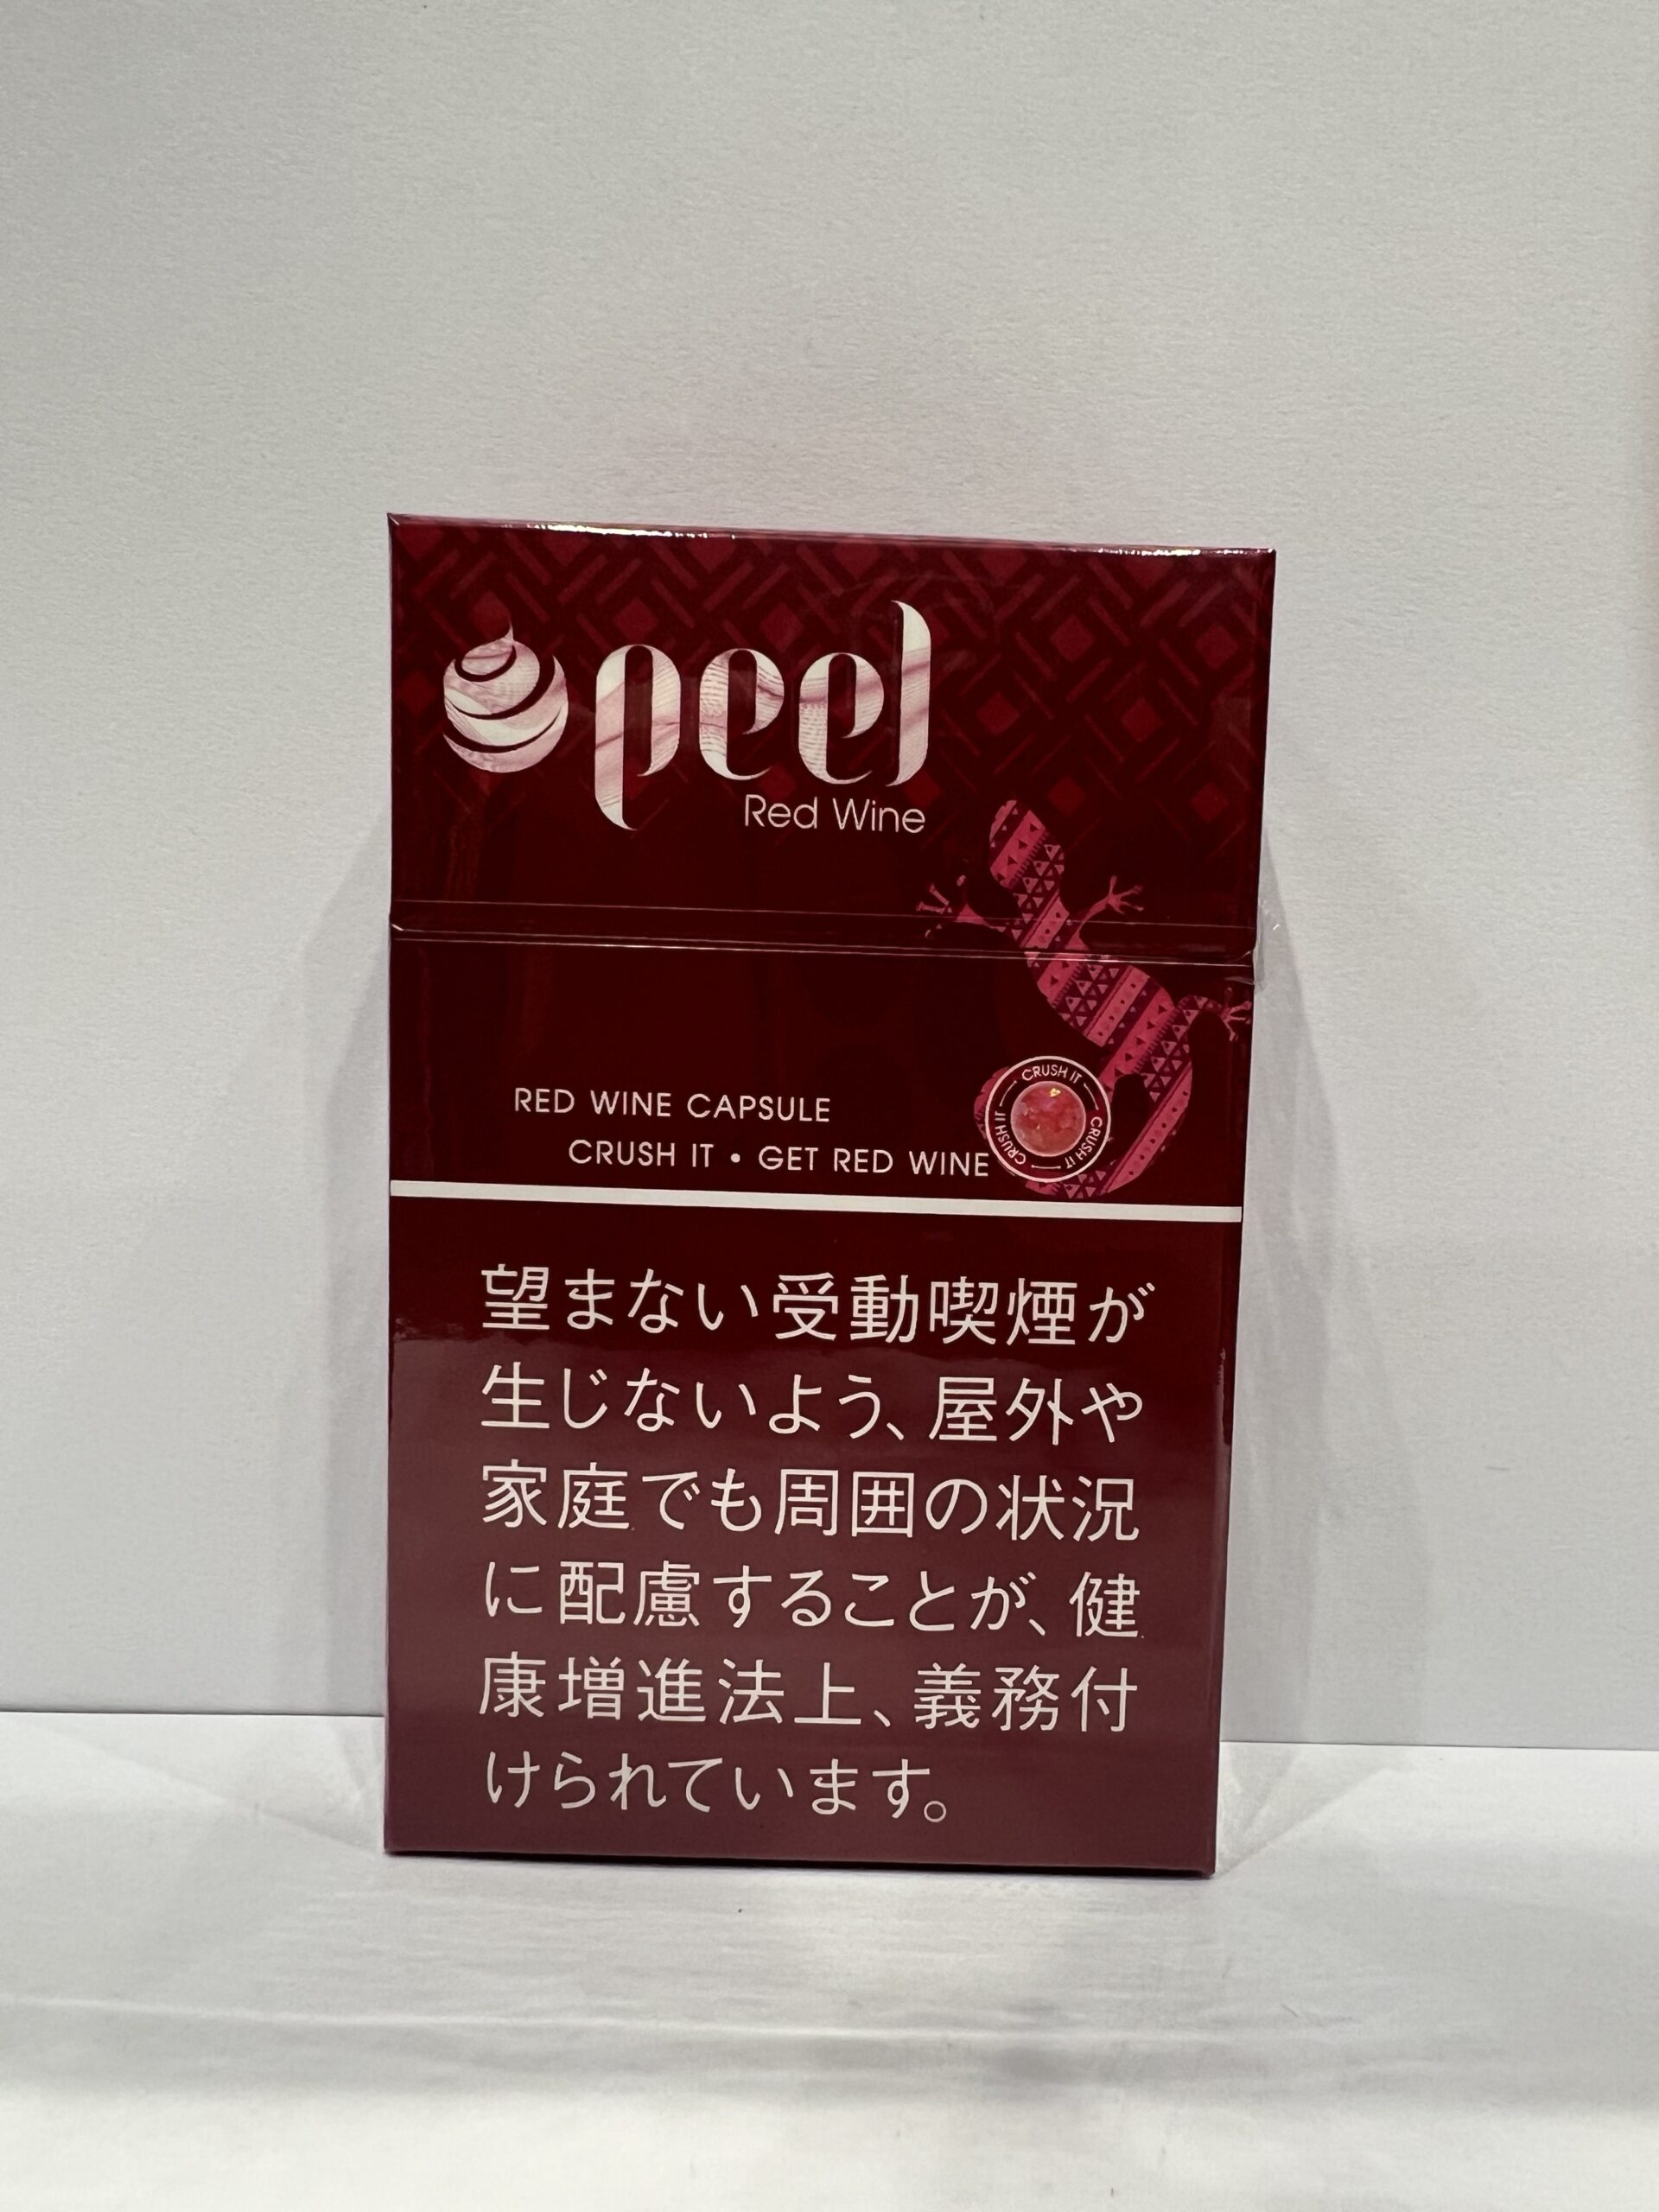 peel
Red Wine
RED WINE CAPSULE
CRUSH IT • GET RED WINE
CRUSH IT
CRUSH IT
CRUSH IT
望まない受動喫煙が
生じないよう、屋外や
家庭でも周囲の状況
に配慮することが、健
康増進法上、義務付
けられています。